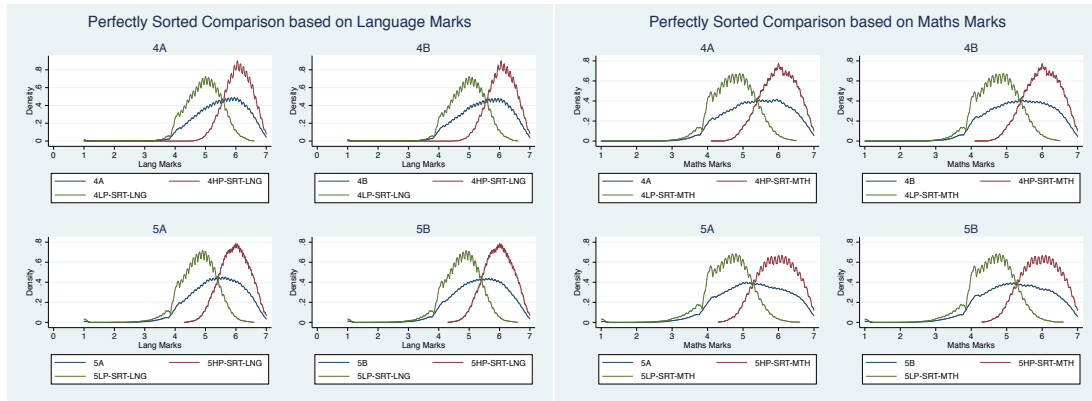 Perfectly Sorted Comparison based on Language Marks
4A
Density
0 .2 .4 .6 .8
0 1 2 3 4 5 6 7
Lang Marks
4A 4HP-SRT-LNG
4LP-SRT-LNG
4B
Density
0 .2 .4 .6 .8
0 1 2 3 4 5 6 7
Lang Marks
4B 4HP-SRT-LNG
4LP-SRT-LNG
5A
Density
0 .2 .4 .6 .8
0 1 2 3 4 5 6 7
Lang Marks
5A 5HP-SRT-LNG
5LP-SRT-LNG
5B
Density
0 .2 .4 .6 .8
0 1 2 3 4 5 6 7
Lang Marks
5B 5HP-SRT-LNG
5LP-SRT-LNG
Perfectly Sorted Comparison based on Maths Marks
4A
Density
0 .2 .4 .6 .8
1 2 3 4 5 6 7
Maths Marks
4A 4HP-SRT-MTH
4LP-SRT-MTH
4B
Density
0 .2 .4 .6 .8
1 2 3 4 5 6 7
Maths Marks
4B 4HP-SRT-MTH
4LP-SRT-MTH
5A
Density
0 .2 .4 .6 .8
1 2 3 4 5 6 7
Maths Marks
5A 5HP-SRT-MTH
5LP-SRT-MTH
5B
Density
0 .2 .4 .6 .8
1 2 3 4 5 6 7
Maths Marks
5B 5HP-SRT-MTH
5LP-SRT-MTH